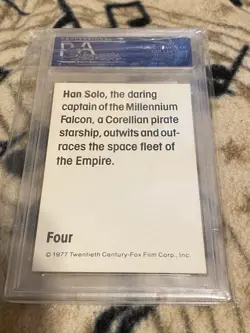 Han Solo, the daring
captain of the Millennium
Falcon, a Corellian pirate
starship, outwits and out-
races the space fleet of
the Empire.
Four
© 1977 Twentieth Century-Fox Film Corp., Inc.